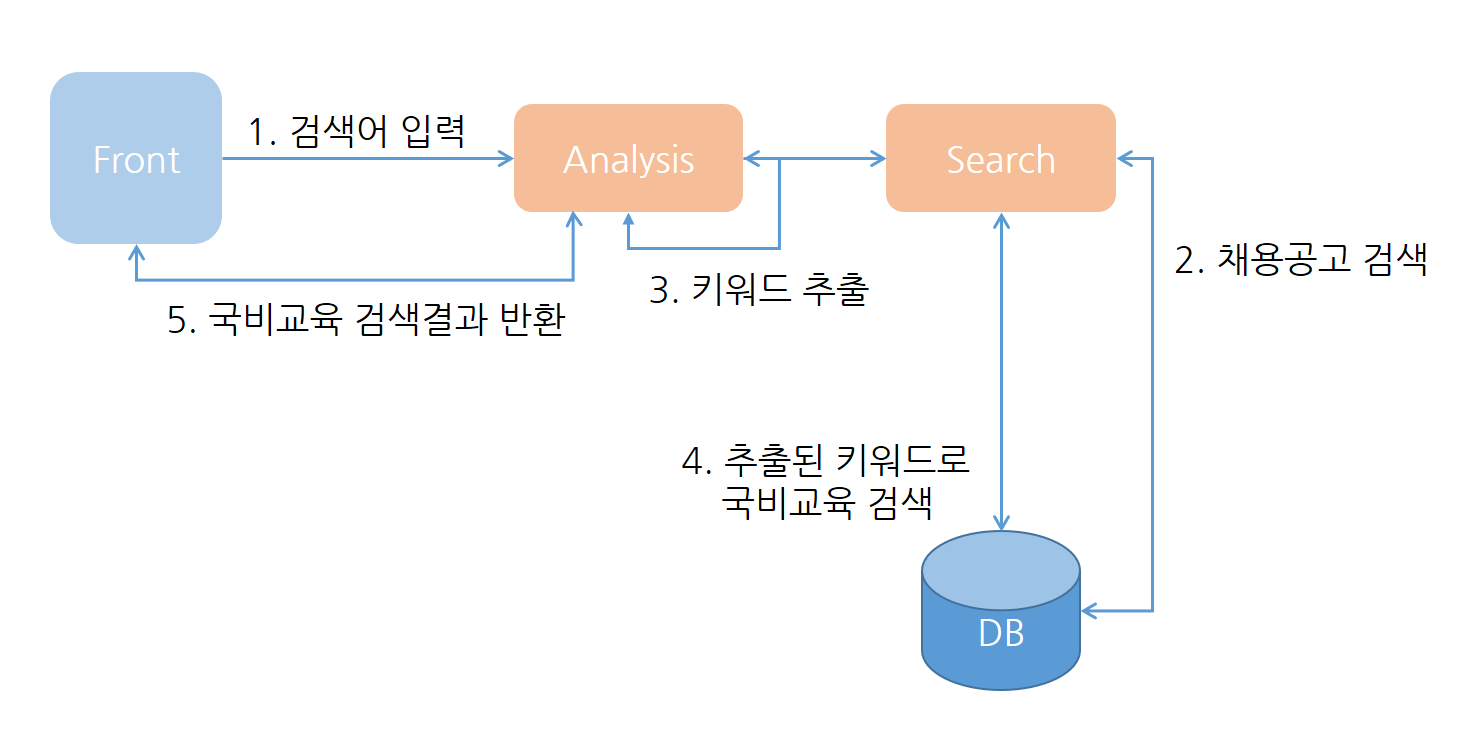 Front
1. 검색어 입력
Analysis
Search
2. 채용공고 검색
3. 키워드 추출
5. 국비교육 검색결과 반환
4. 추출된 키워드로
국비교육 검색
DB